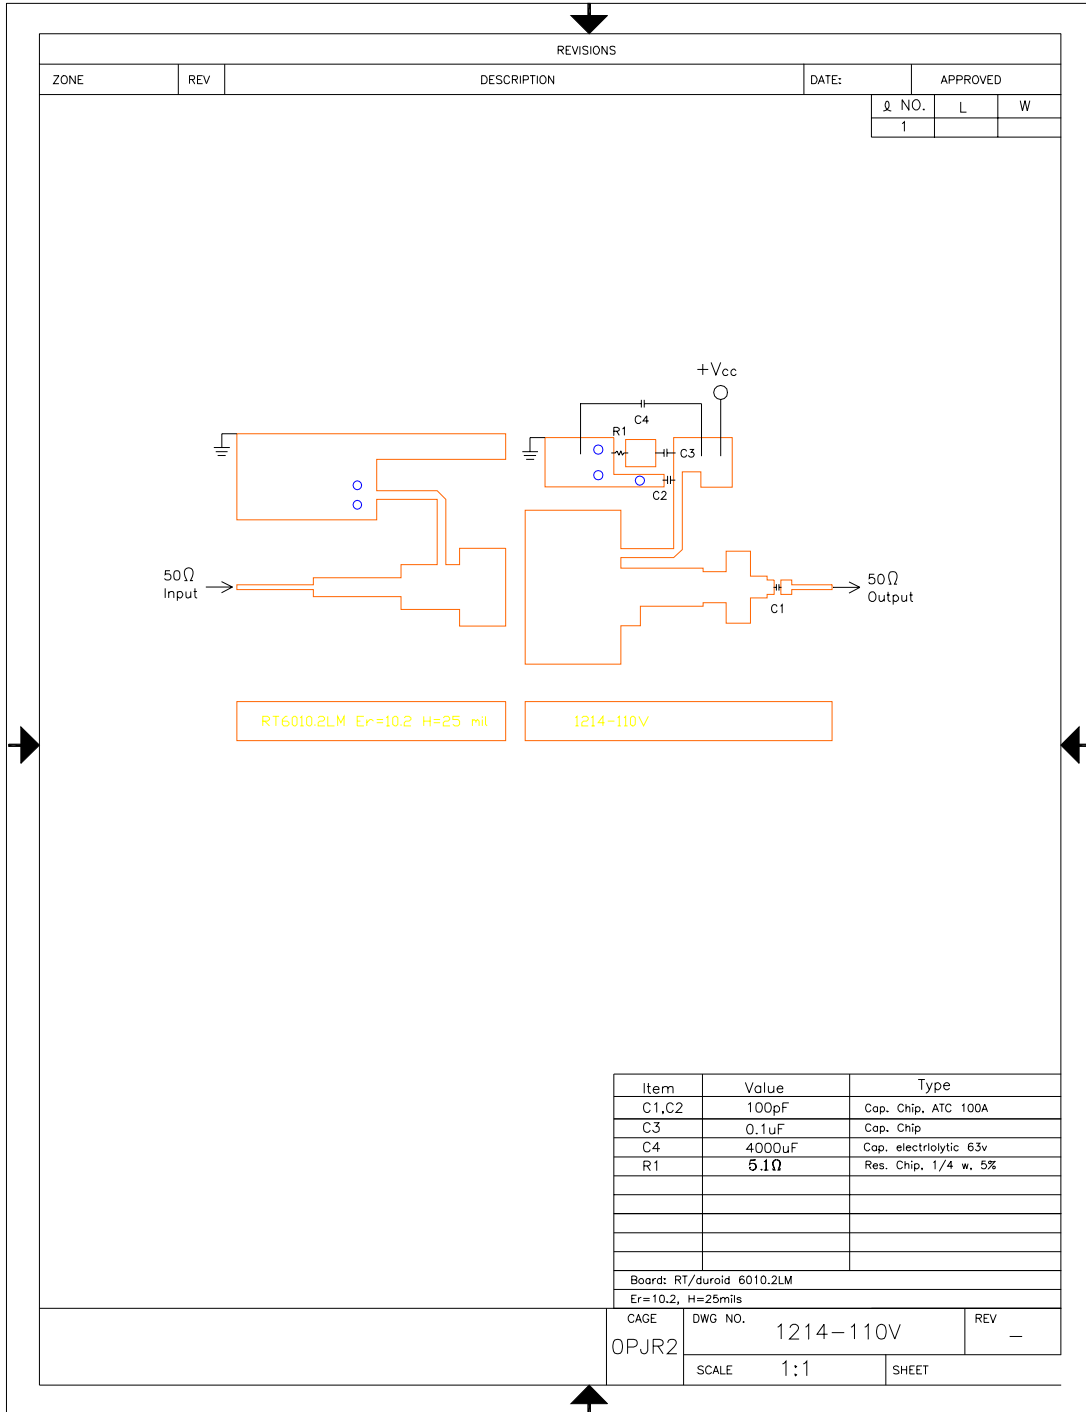 REVISIONS
ZONE REV DESCRIPTION DATE: APPROVED
ℓ NO. L W
1
+Vcc
C4
R1
C3
C2
50Ω
Input
50Ω
Output
C1
RT6010.2LM Er=10.2 H=25 mil 1214-110V
Item Value Type
C1,C2 100pF Cap. Chip, ATC 100A
C3 0.1uF Cap. Chip
C4 4000uF Cap. electrlolytic 63v
R1 5.1Ω Res. Chip, 1/4 w, 5%
Board: RT/duroid 6010.2LM
Er=10.2, H=25mils
CAGE DWG NO. REV
0PJR2 1214-110V –
SCALE 1:1 SHEET